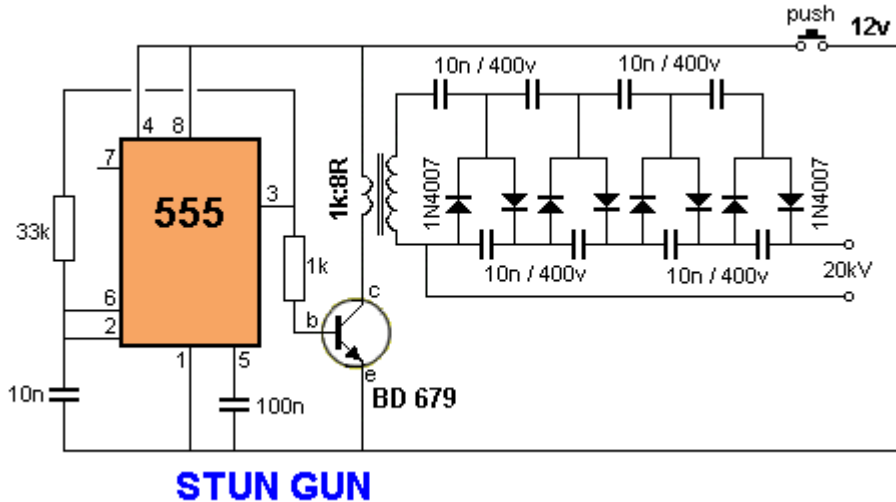 push
12v
10n / 400v
10n / 400v
4
8
7
1k:8R
1N4007
1N4007
555
3
33k
1k
20kV
10n / 400v
10n / 400v
6
c
2
b
1
5
e
10n
100n
BD 679
STUN GUN